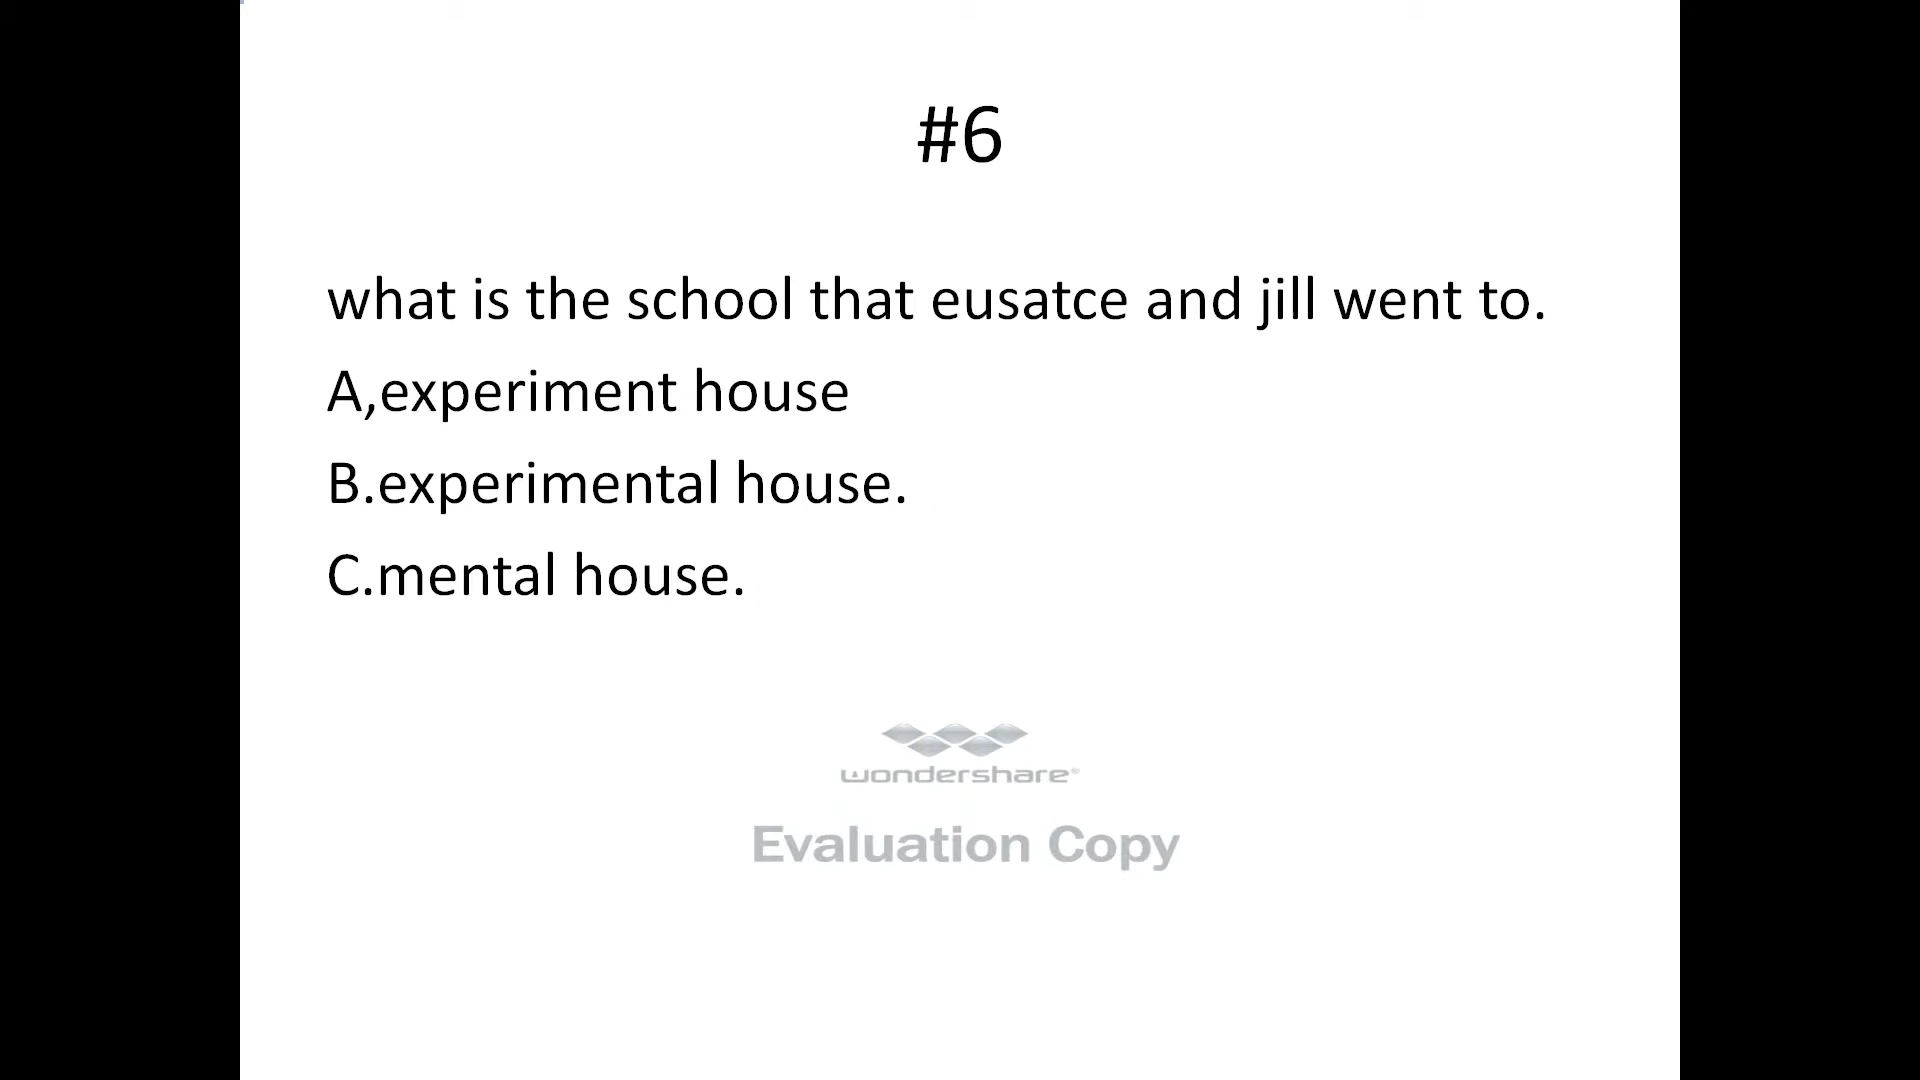 #6
what is the school that eusatce and jill went to.
A,experiment house
B.experimental house.
C.mental house.
wondershare®
Evaluation Copy